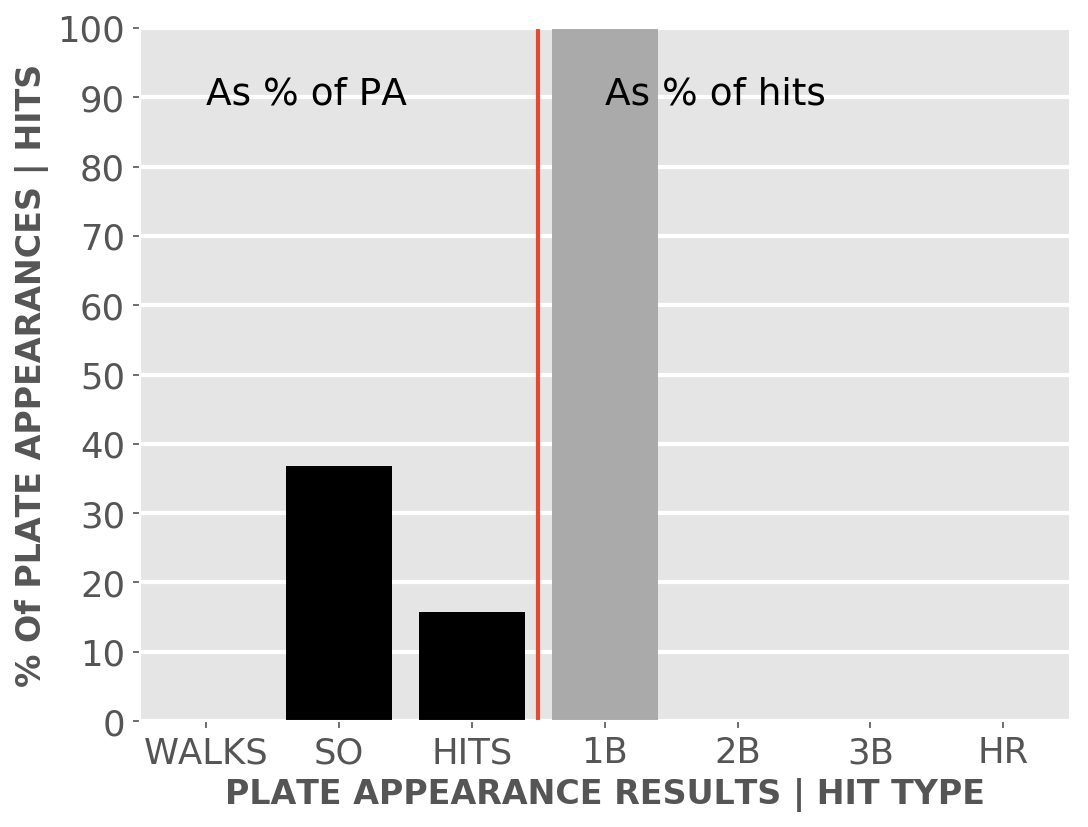 % Of PLATE APPEARANCES | HITS
100
90
80
70
60
50
40
30
20
10
0
As % of PA
As % of hits
WALKS SO HITS 1B 2B 3B HR
PLATE APPEARANCE RESULTS | HIT TYPE